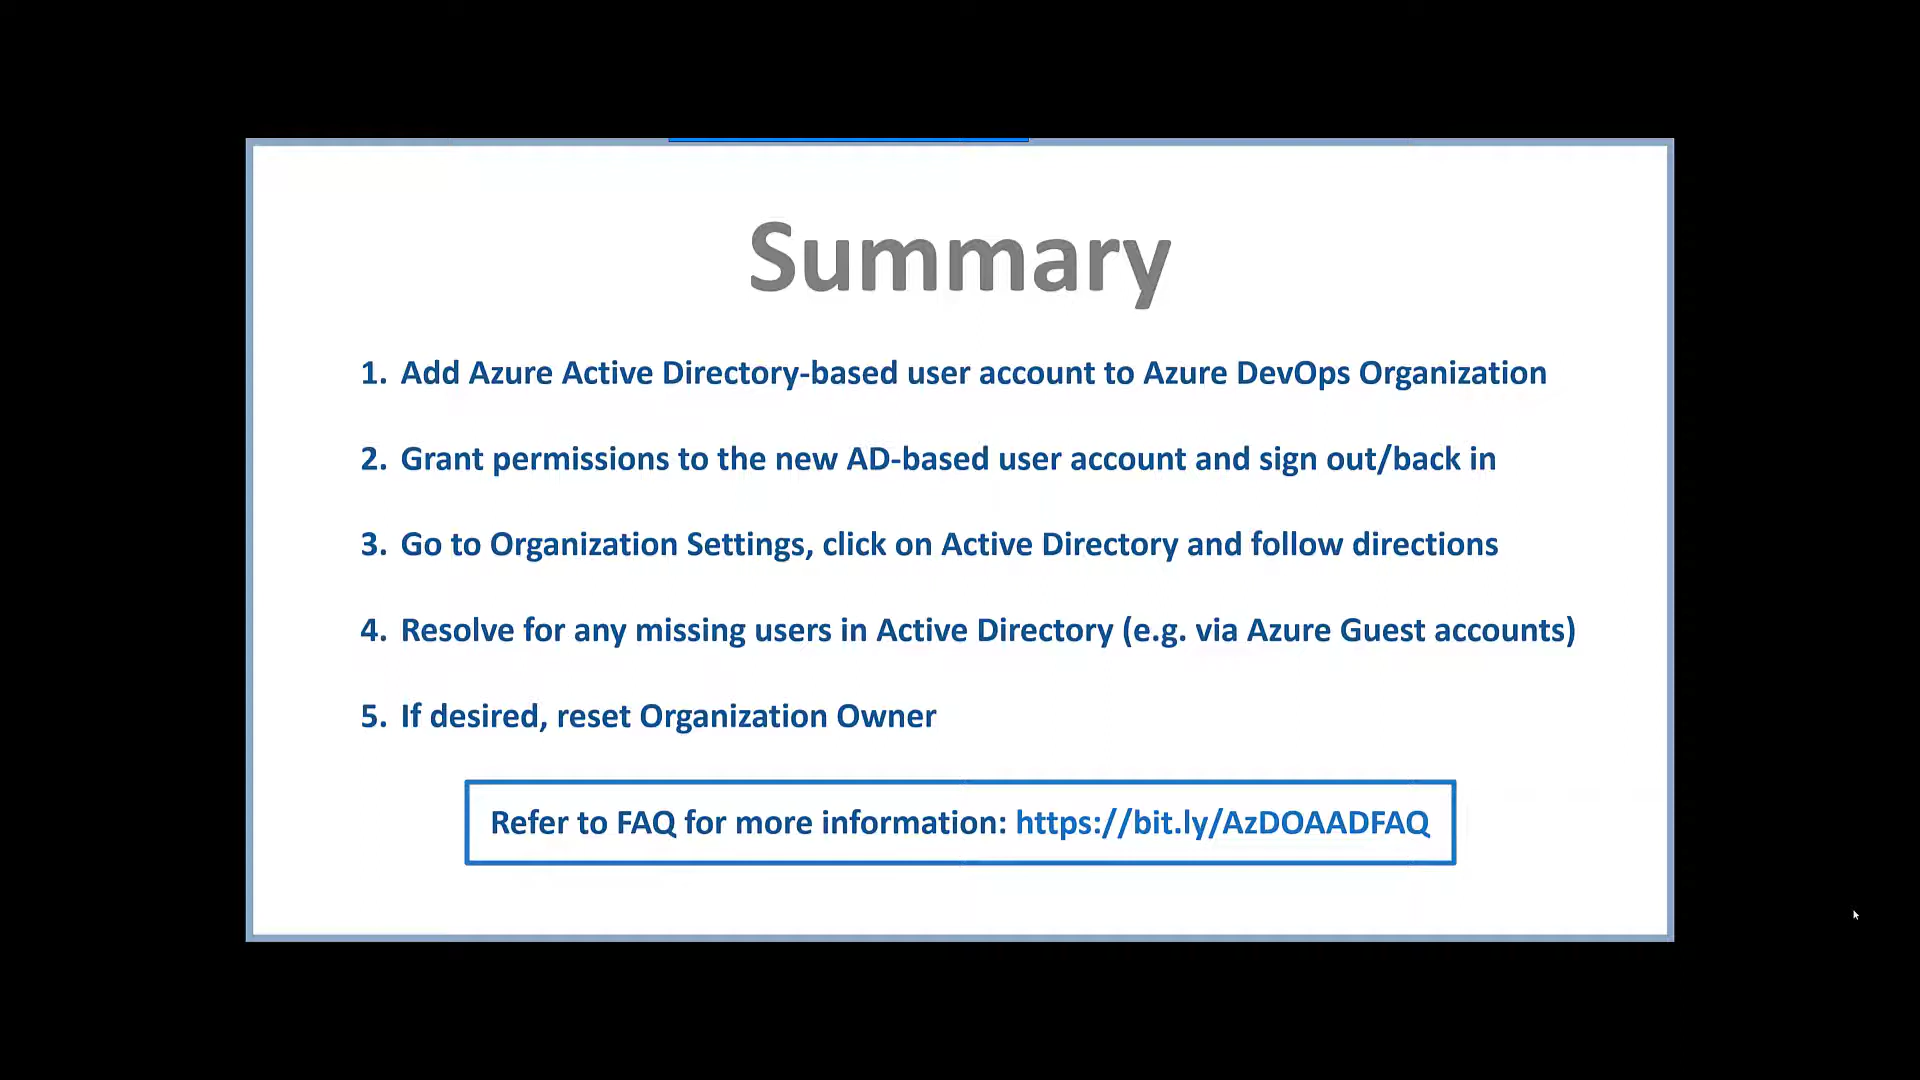 Summary
1. Add Azure Active Directory-based user account to Azure DevOps Organization
2. Grant permissions to the new AD-based user account and sign out/back in
3. Go to Organization Settings, click on Active Directory and follow directions
4. Resolve for any missing users in Active Directory (e.g. via Azure Guest accounts)
5. If desired, reset Organization Owner
Refer to FAQ for more information: https://bit.ly/AzDOAADFAQ